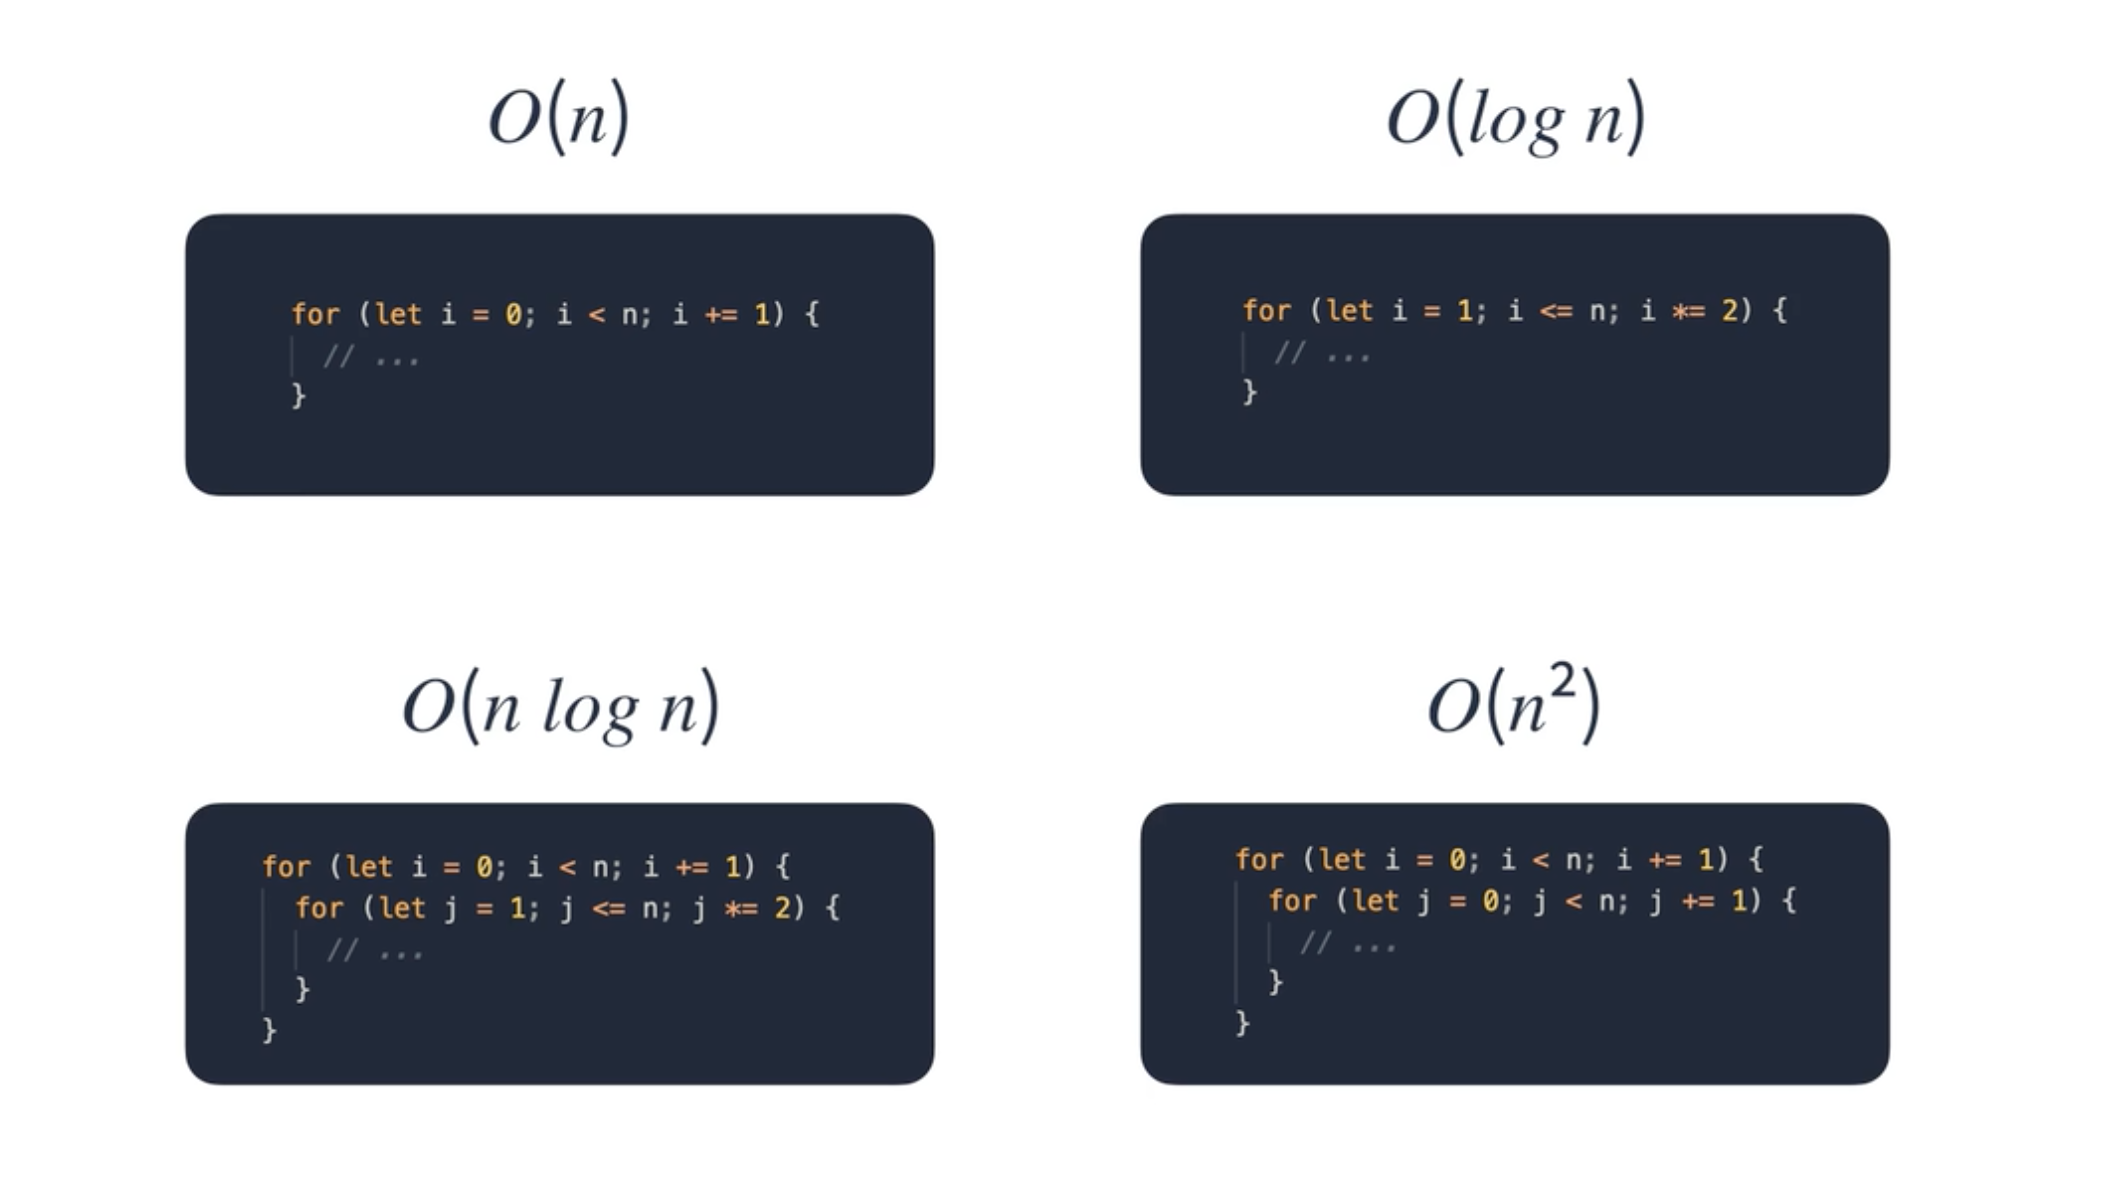 O(n)
for (let i = 0; i < n; i += 1) {
// ...
}
O(log n)
for (let i = 1; i <= n; i *= 2) {
// ...
}
O(n log n)
for (let i = 0; i < n; i += 1) {
for (let j = 1; j <= n; j *= 2) {
// ...
}
}
O(n²)
for (let i = 0; i < n; i += 1) {
for (let j = 0; j < n; j += 1) {
// ...
}
}